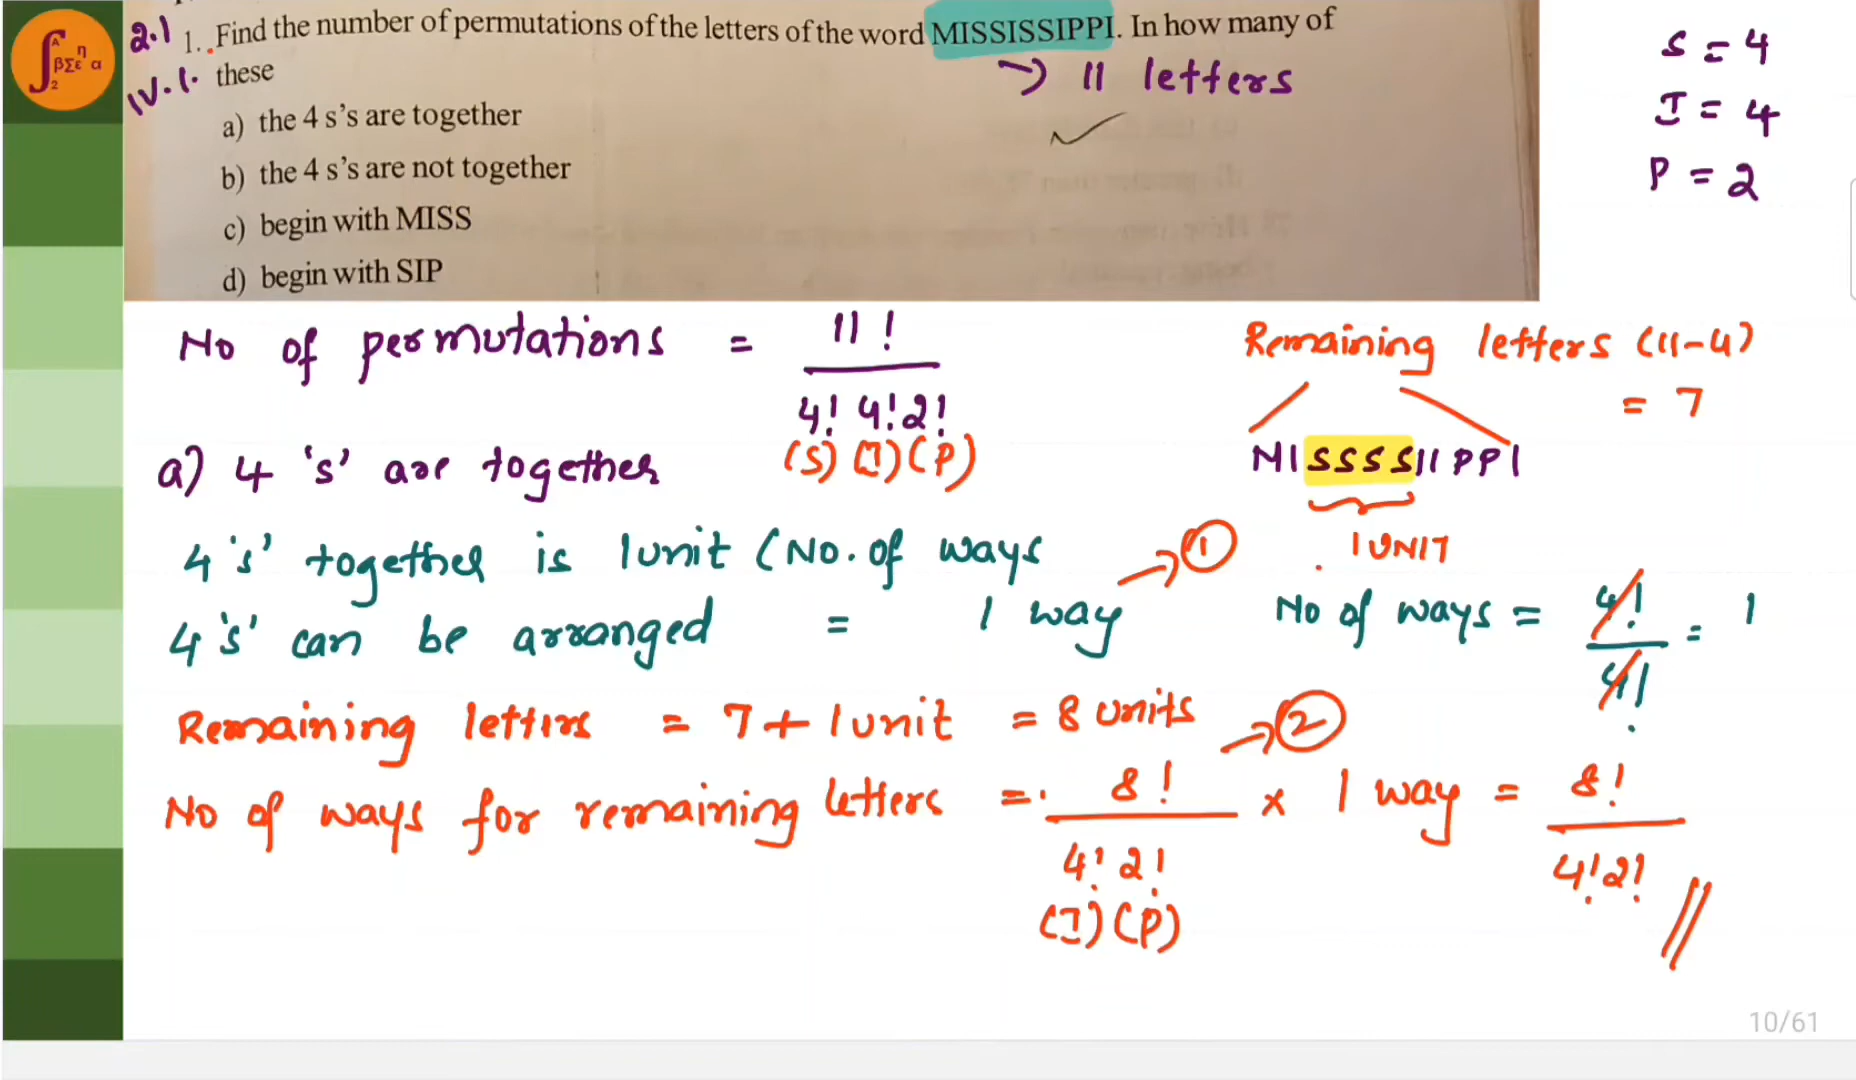 2.1 1. Find the number of permutations of the letters of the word MISSISSIPPI. In how many of
IV.1. these
→ 11 letters
a) the 4 s's are together
b) the 4 s's are not together
c) begin with MISS
d) begin with SIP
S = 4
I = 4
P = 2
No of permutations = 11! / 4! 4! 2!
(S) (I) (P)
Remaining letters (11-4)
= 7
MISSSSIIPPI
1 UNIT
a) 4 's' are together
4 's' together is 1 unit (No. of ways → ①
4 's' can be arranged = 1 way
No of ways = 4! / 4! = 1
Remaining letters = 7 + 1 unit = 8 units → ②
No of ways for remaining letters = 8! / 4! 2! x 1 way = 8! / 4! 2! //
(I) (P)
10/61